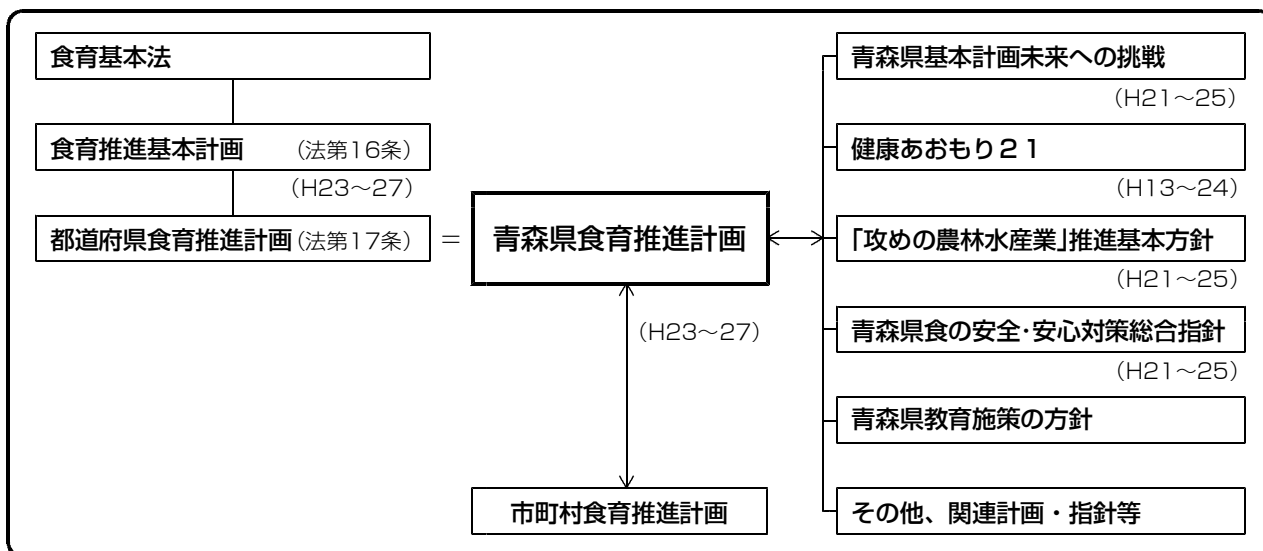 食育基本法
食育推進基本計画 (法第16条)
(H23～27)
都道府県食育推進計画(法第17条)
=
青森県食育推進計画
(H23～27)
市町村食育推進計画
青森県基本計画未来への挑戦
(H21～25)
健康あおもり21
(H13～24)
「攻めの農林水産業」推進基本方針
(H21～25)
青森県食の安全・安心対策総合指針
(H21～25)
青森県教育施策の方針
その他、関連計画・指針等